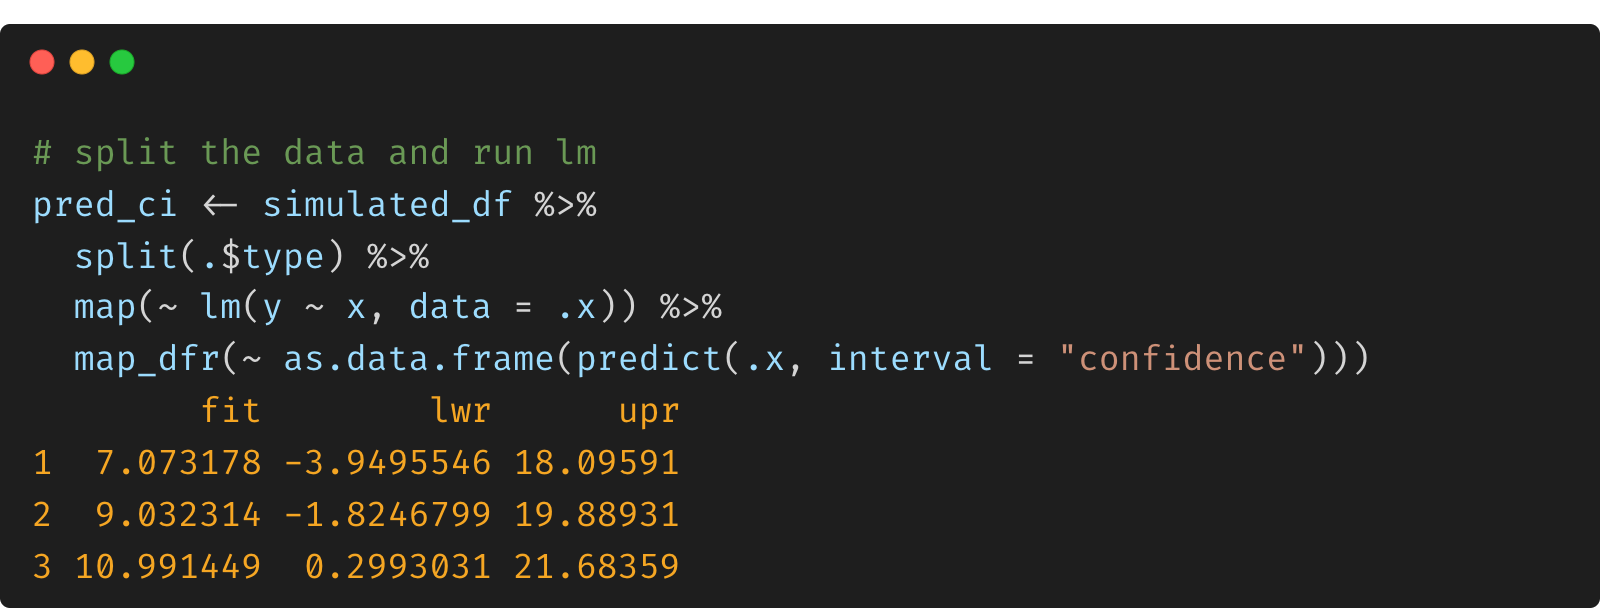 # split the data and run lm
pred_ci <- simulated_df %>%
  split(.$type) %>%
  map(~ lm(y ~ x, data = .x)) %>%
  map_dfr(~ as.data.frame(predict(.x, interval = "confidence")))
        fit        lwr      upr
1  7.073178 -3.9495546 18.09591
2  9.032314 -1.8246799 19.88931
3 10.991449  0.2993031 21.68359